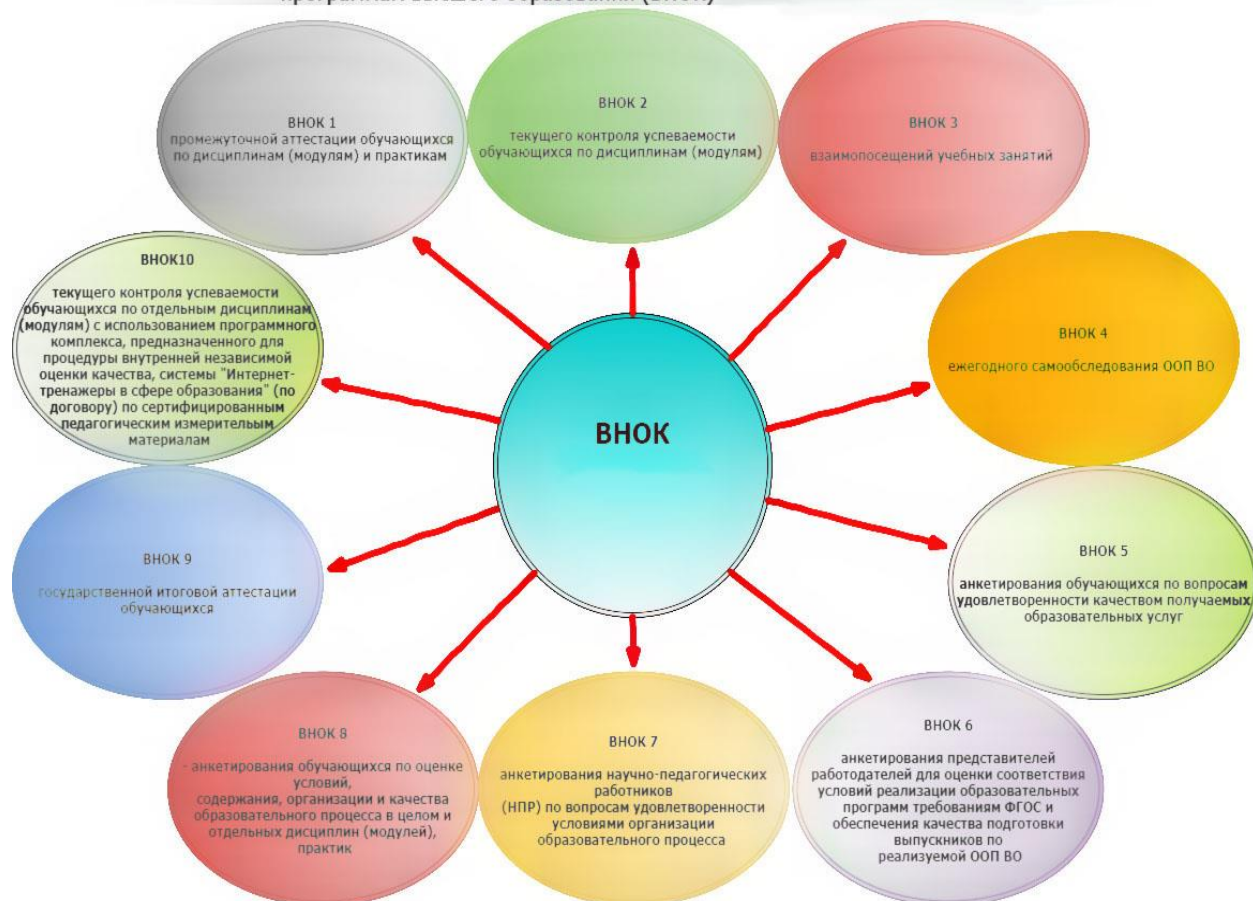 программам высшего образования (ВНОК)
ВНОК 1
промежуточной аттестации обучающихся
по дисциплинам (модулям) и практикам
ВНОК 2
текущего контроля успеваемости
обучающихся по дисциплинам (модулям)
ВНОК 3
взаимопосещений учебных занятий
ВНОК10
текущего контроля успеваемости
обучающихся по отдельным дисциплинам
(модулям) с использованием программного
комплекса, предназначенного для
процедуры внутренней независимой
оценки качества, системы "Интернет-
тренажеры в сфере образования" (по
договору) по сертифицированным
педагогическим измерительым
материалам
ВНОК
ВНОК 4
ежегодного самообследования ООП ВО
ВНОК 9
государственной итоговой аттестации
обучающихся
ВНОК 5
анкетирования обучающихся по вопросам
удовлетворенности качеством получаемых
образовательных услуг
ВНОК 8
- анкетирования обучающихся по оценке
условий,
содержания, организации и качества
образовательного процесса в целом и
отдельных дисциплин (модулей),
практик
ВНОК 7
анкетирования научно-педагогических
работников
(НПР) по вопросам удовлетворенности
условиями организации
образовательного процесса
ВНОК 6
анкетирования представителей
работодателей для оценки соответствия
условий реализации образовательных
программ требованиям ФГОС и
обеспечения качества подготовки
выпускников по
реализуемой ООП ВО